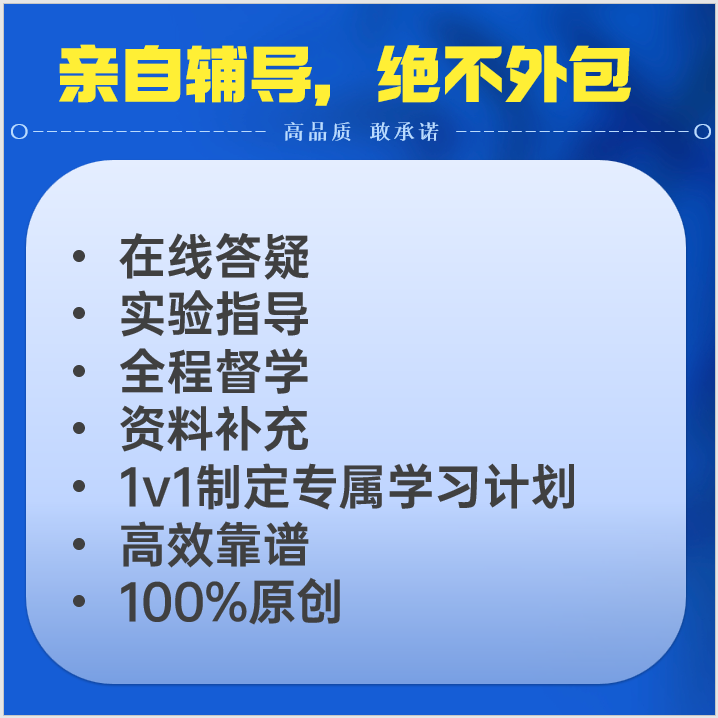 亲自辅导，绝不外包
高品质 敢承诺
• 在线答疑
• 实验指导
• 全程督学
• 资料补充
• 1v1制定专属学习计划
• 高效靠谱
• 100%原创